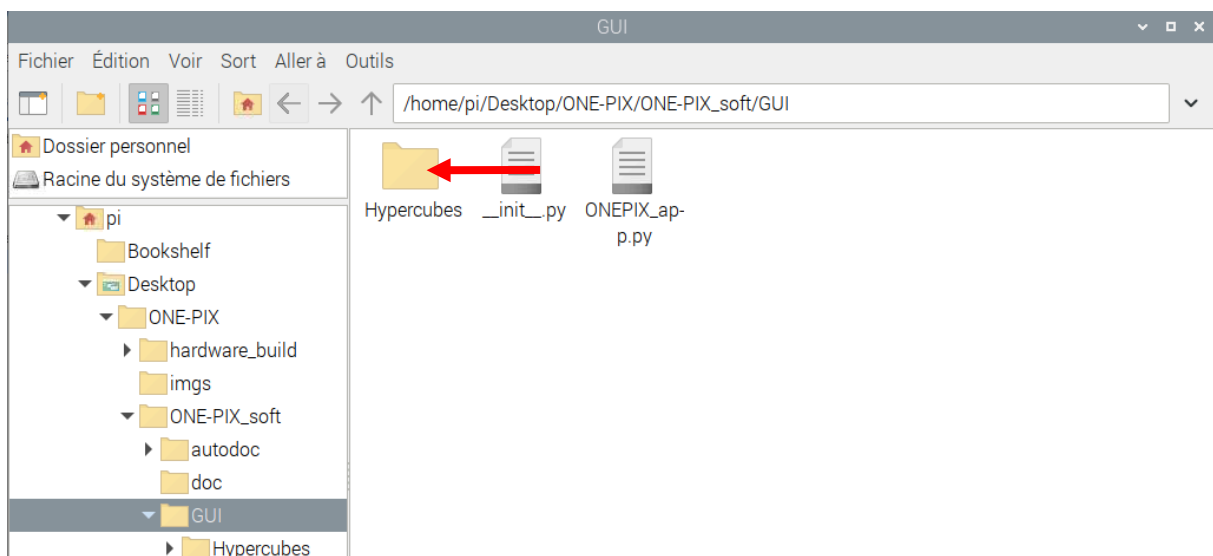 GUI
Fichier Édition Voir Sort Aller à Outils
/home/pi/Desktop/ONE-PIX/ONE-PIX_soft/GUI
Dossier personnel
Racine du système de fichiers
pi
Bookshelf
Desktop
ONE-PIX
hardware_build
imgs
ONE-PIX_soft
autodoc
doc
GUI
Hypercubes
Hypercubes __init__.py ONEPIX_ap-
p.py